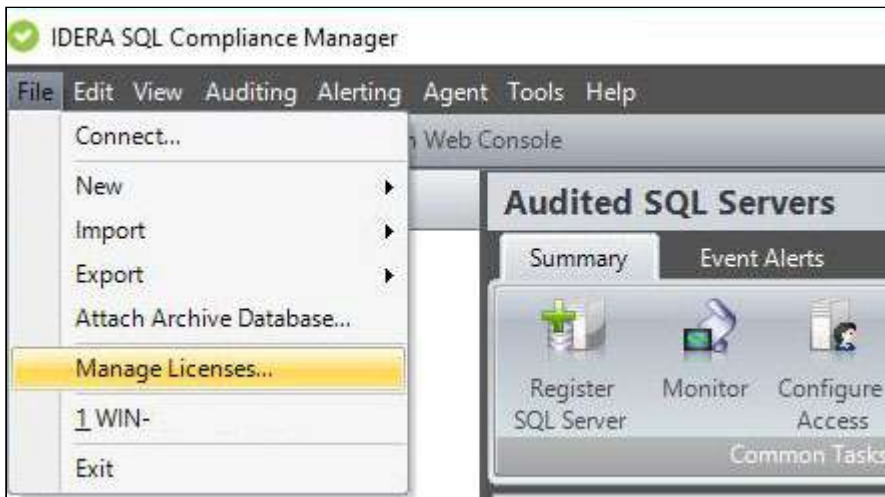 IDERA SQL Compliance Manager
File Edit View Auditing Alerting Agent Tools Help
Connect...
Web Console
New
Import
Export
Attach Archive Database...
Manage Licenses...
1 WIN-
Exit
Audited SQL Servers
Summary Event Alerts
Register SQL Server
Monitor
Configure Access
Common Tasks